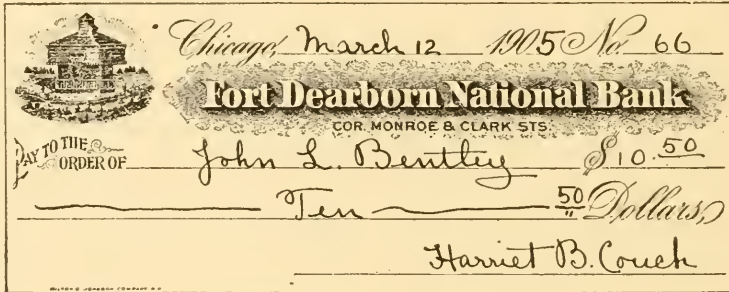 Chicago, March 12 1905 No. 66
Fort Dearborn National Bank
COR. MONROE & CLARK STS.
PAY TO THE ORDER OF John L. Bentley $10.50
Ten 50/" Dollars,
Harriet B. Couch